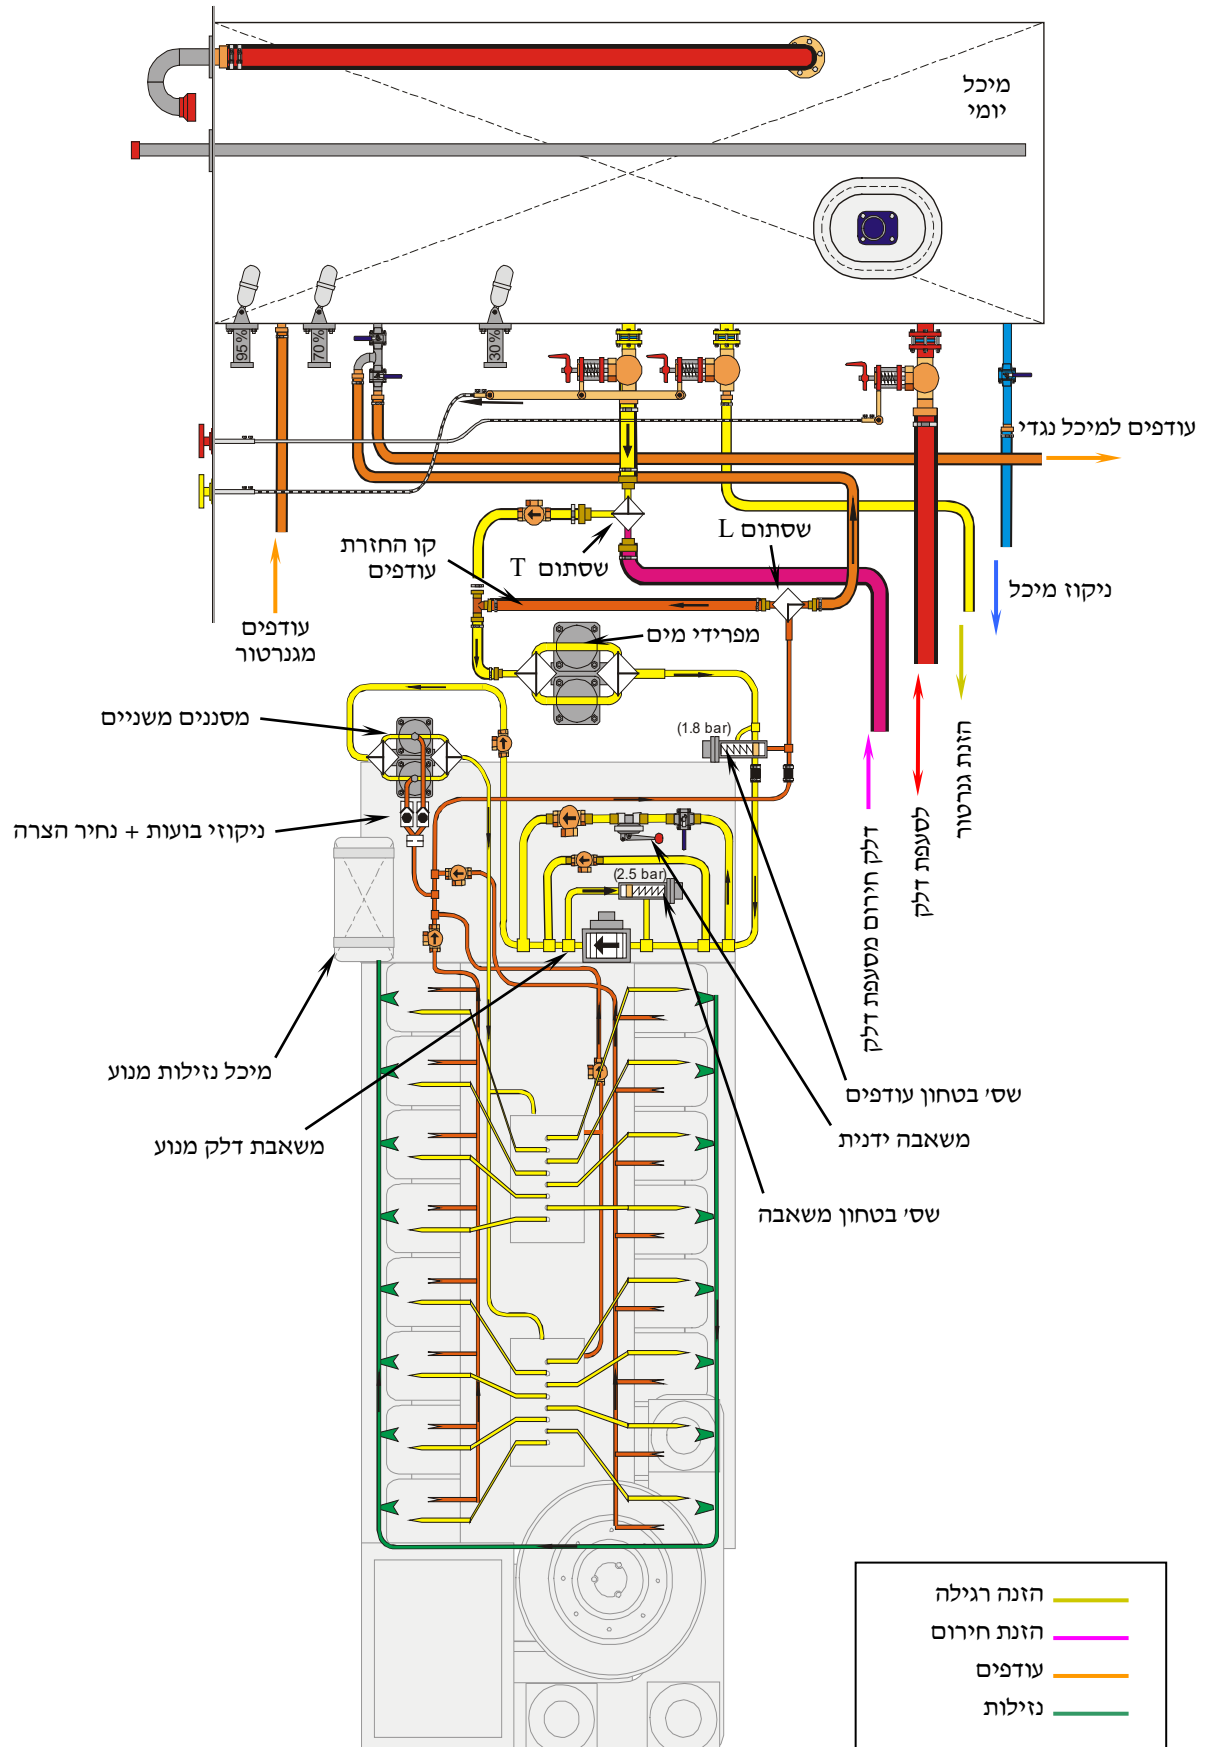 מיכל
יומי
95%
70%
30%
עודפים למיכל נגדי
שסתום L
קו החזרת
עודפים
שסתום T
ניקוז מיכל
עודפים
מגנרטור
מפרידי מים
מסננים משניים
(1.8 bar)
הזנת גנרטור
לסעפת דלק
דלק חירום מסעפת דלק
ניקוזי בועות + נחיר הצרה
(2.5 bar)
מיכל נזילות מנוע
שס׳ בטחון עודפים
משאבת דלק מנוע
משאבה ידנית
שס׳ בטחון משאבה
הזנה רגילה
הזנת חירום
עודפים
נזילות